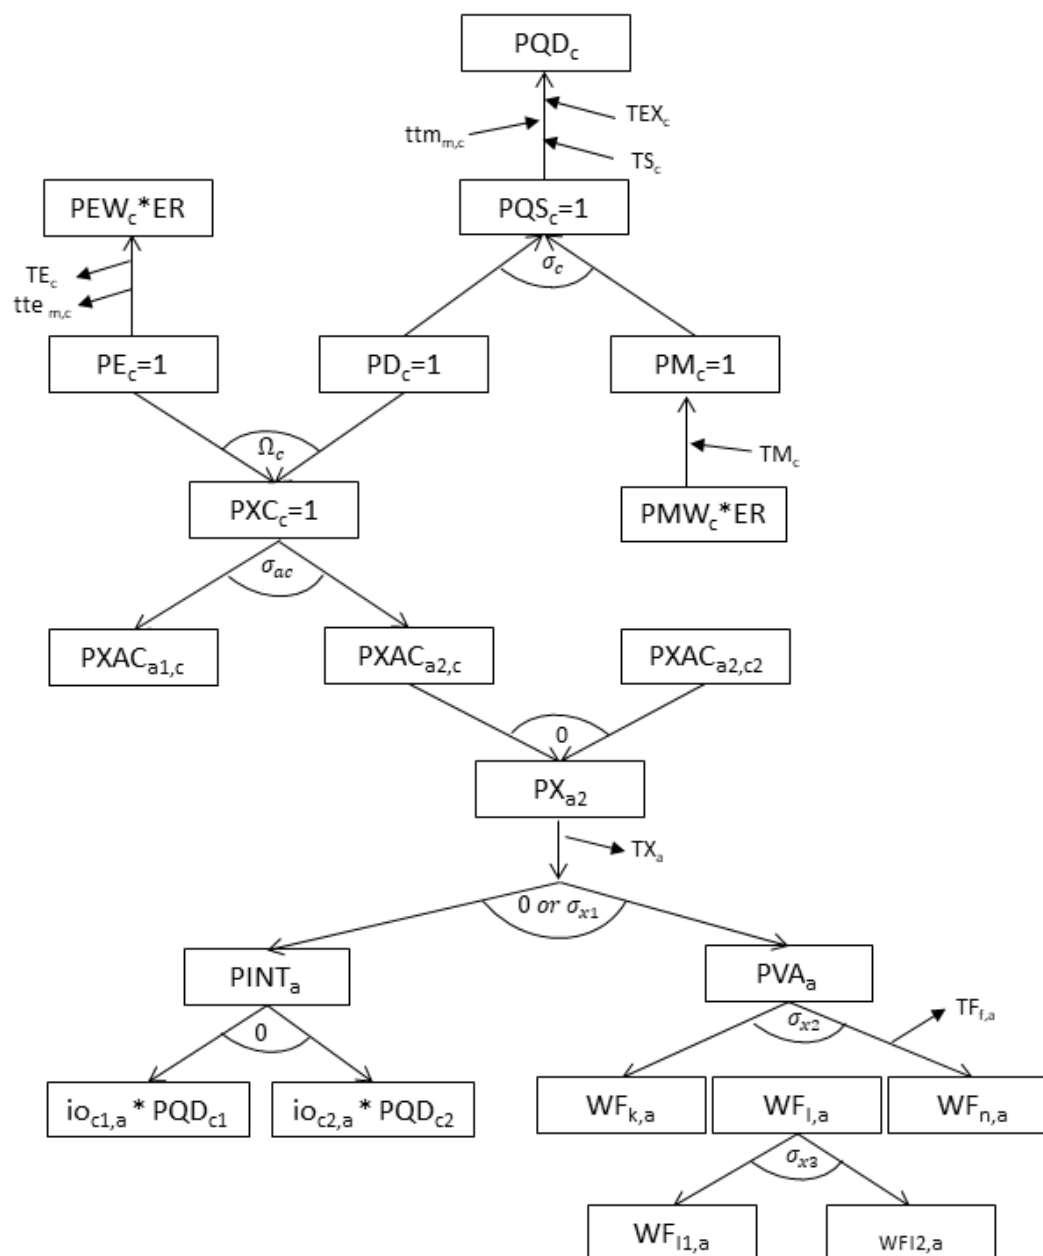 PQD_c
TEX_c
ttm_m,c
TS_c
PEW_c*ER
PQS_c=1
TE_c
σ_c
tte _m,c
PE_c=1
PD_c=1
PM_c=1
Ω_c
TM_c
PXC_c=1
PMW_c*ER
σ_ac
PXAC_a1,c
PXAC_a2,c
PXAC_a2,c2
0
PX_a2
TX_a
0 or σ_x1
PINT_a
PVA_a
0
σ_x2
TF_f,a
io_c1,a * PQD_c1
io_c2,a * PQD_c2
WF_k,a
WF_l,a
WF_n,a
σ_x3
WF_l1,a
WFl2,a